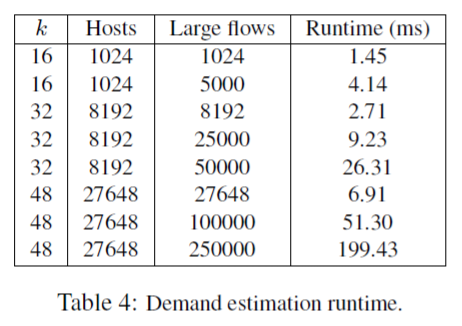 k Hosts Large flows Runtime (ms)
16 1024 1024 1.45
16 1024 5000 4.14
32 8192 8192 2.71
32 8192 25000 9.23
32 8192 50000 26.31
48 27648 27648 6.91
48 27648 100000 51.30
48 27648 250000 199.43
Table 4: Demand estimation runtime.